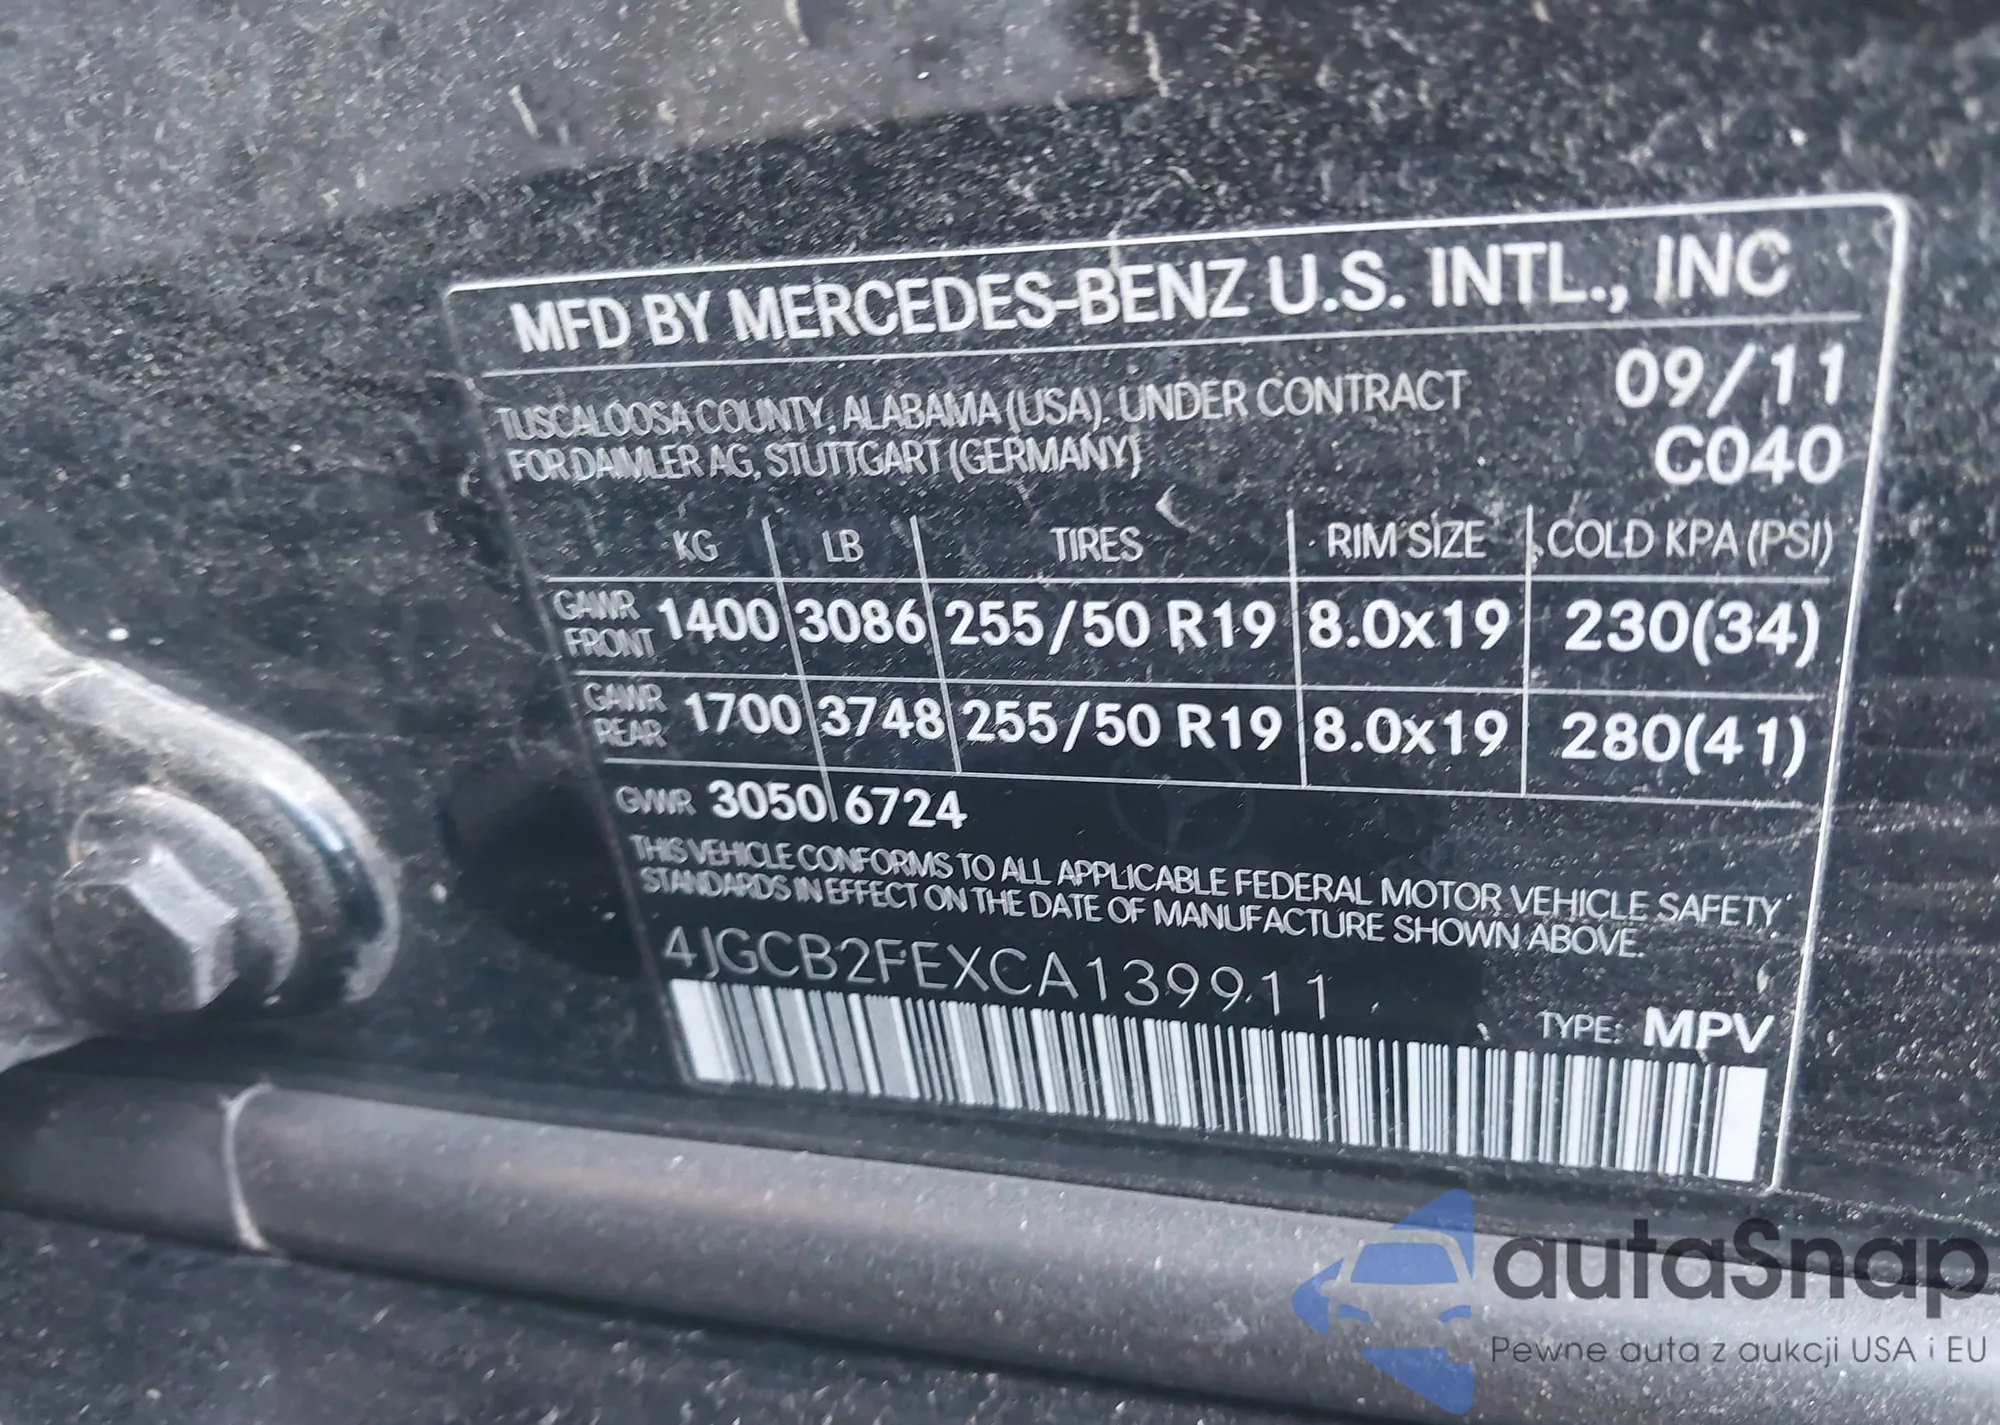 MFD BY MERCEDES-BENZ U.S. INTL., INC
TUSCALOOSA COUNTY, ALABAMA (USA). UNDER CONTRACT
FOR DAIMLER AG, STUTTGART (GERMANY)
09/11
C040
KG LB TIRES RIM SIZE COLD KPA (PSI)
GAWR FRONT 1400 3086 255/50 R19 8.0x19 230(34)
GAWR REAR 1700 3748 255/50 R19 8.0x19 280(41)
GVWR 3050 6724
THIS VEHICLE CONFORMS TO ALL APPLICABLE FEDERAL MOTOR VEHICLE SAFETY
STANDARDS IN EFFECT ON THE DATE OF MANUFACTURE SHOWN ABOVE.
4JGCB2FEXCA139911
TYPE: MPV
autaSnap
Pewne auta z aukcji USA i EU